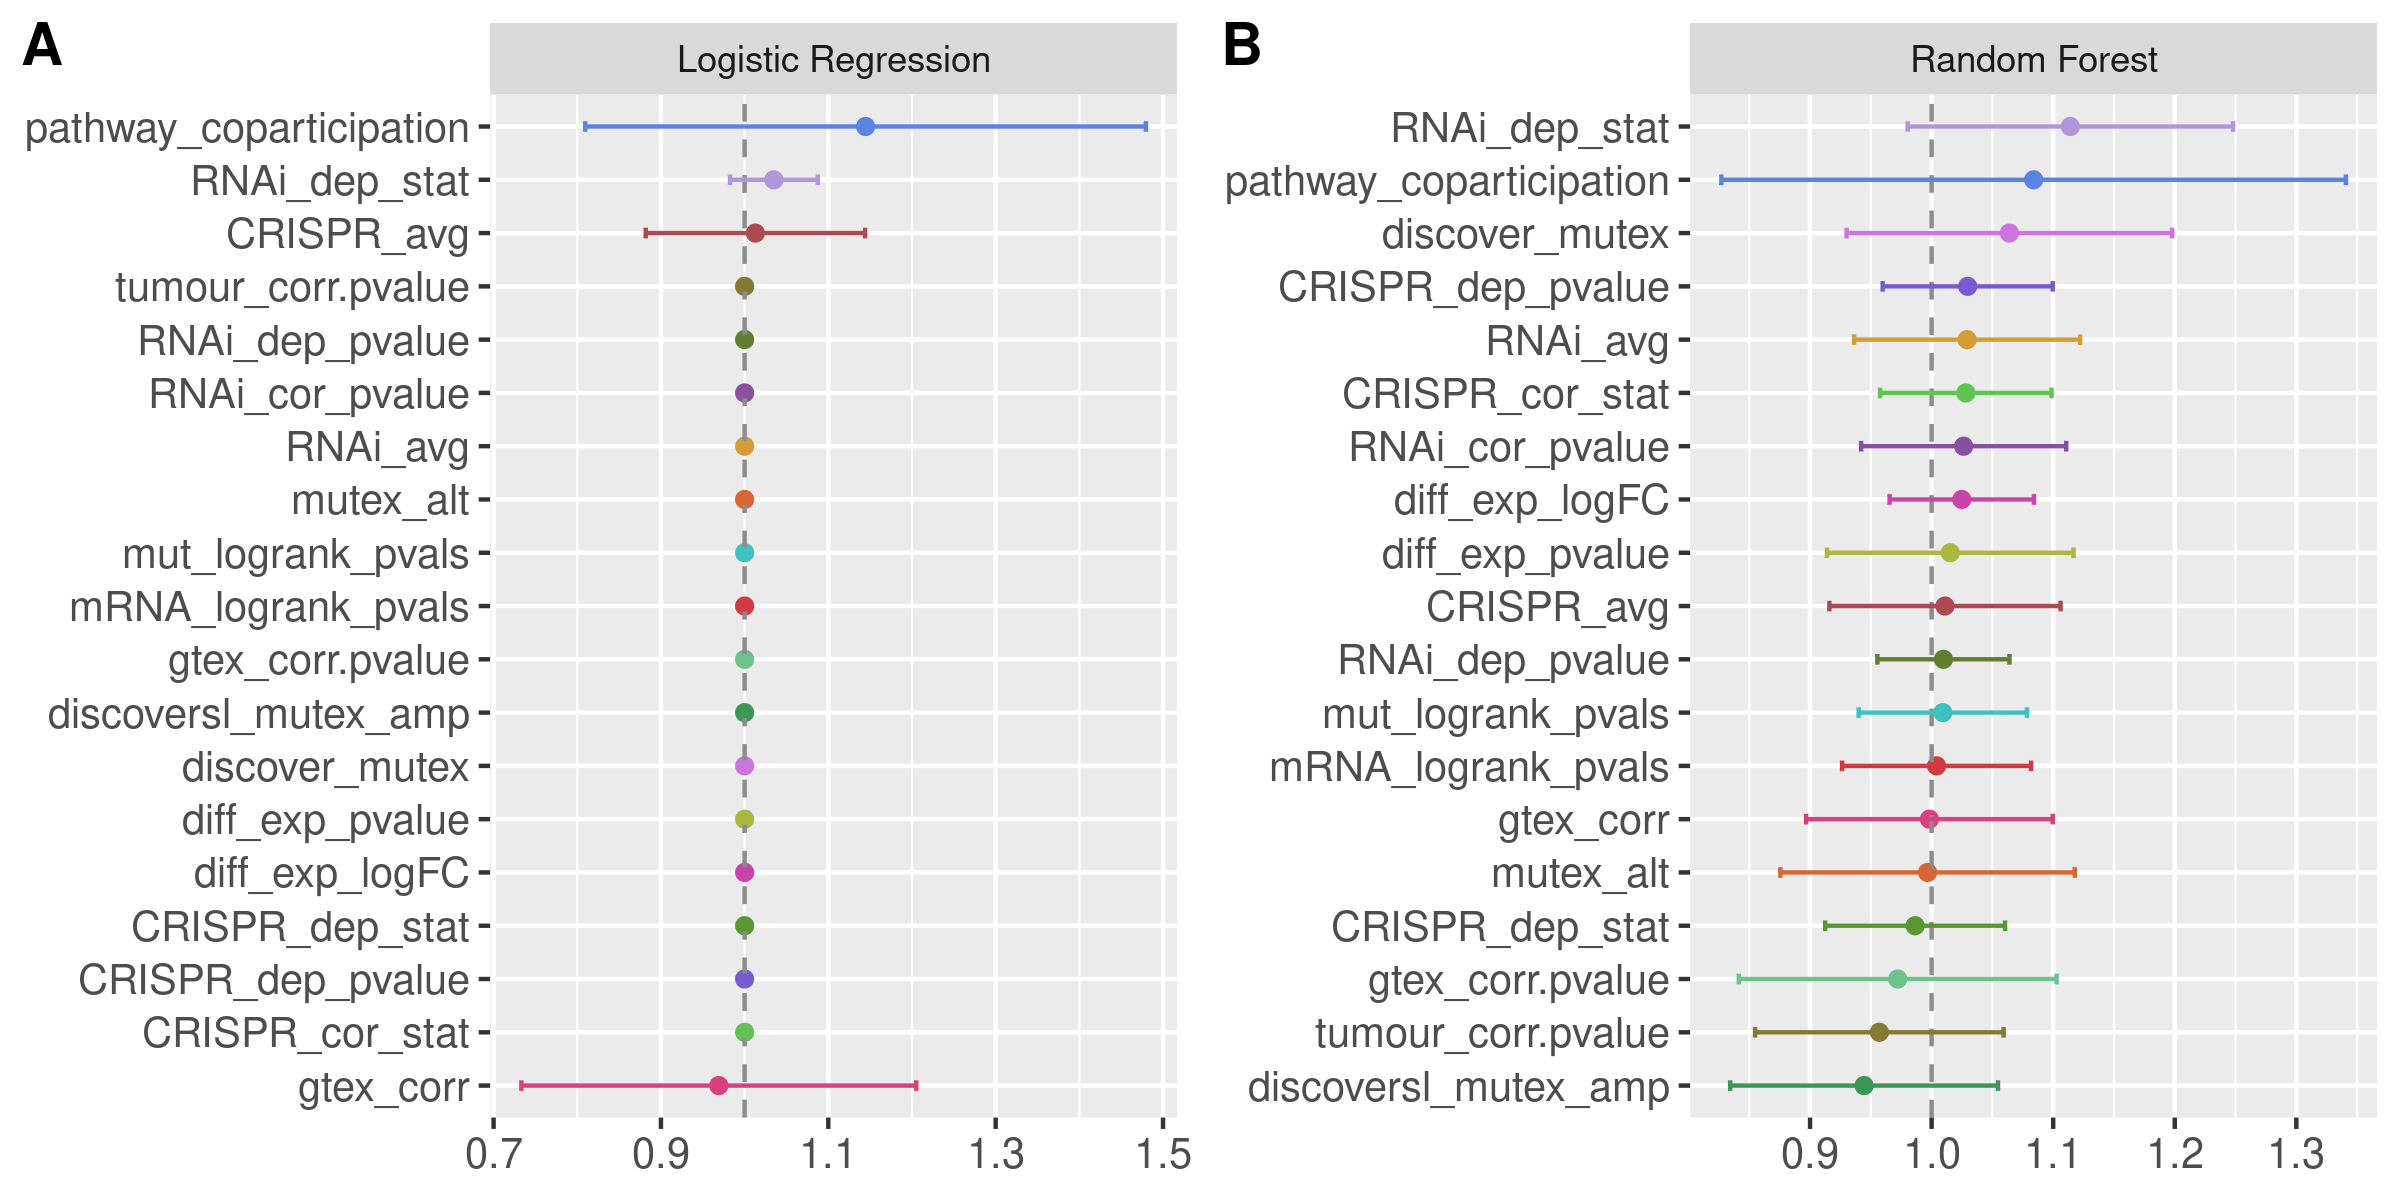 A
Logistic Regression
pathway_coparticipation
RNAi_dep_stat
CRISPR_avg
tumour_corr.pvalue
RNAi_dep_pvalue
RNAi_cor_pvalue
RNAi_avg
mutex_alt
mut_logrank_pvals
mRNA_logrank_pvals
gtex_corr.pvalue
discoversl_mutex_amp
discover_mutex
diff_exp_pvalue
diff_exp_logFC
CRISPR_dep_stat
CRISPR_dep_pvalue
CRISPR_cor_stat
gtex_corr
0.7 0.9 1.1 1.3 1.5
B
Random Forest
RNAi_dep_stat
pathway_coparticipation
discover_mutex
CRISPR_dep_pvalue
RNAi_avg
CRISPR_cor_stat
RNAi_cor_pvalue
diff_exp_logFC
diff_exp_pvalue
CRISPR_avg
RNAi_dep_pvalue
mut_logrank_pvals
mRNA_logrank_pvals
gtex_corr
mutex_alt
CRISPR_dep_stat
gtex_corr.pvalue
tumour_corr.pvalue
discoversl_mutex_amp
0.9 1.0 1.1 1.2 1.3